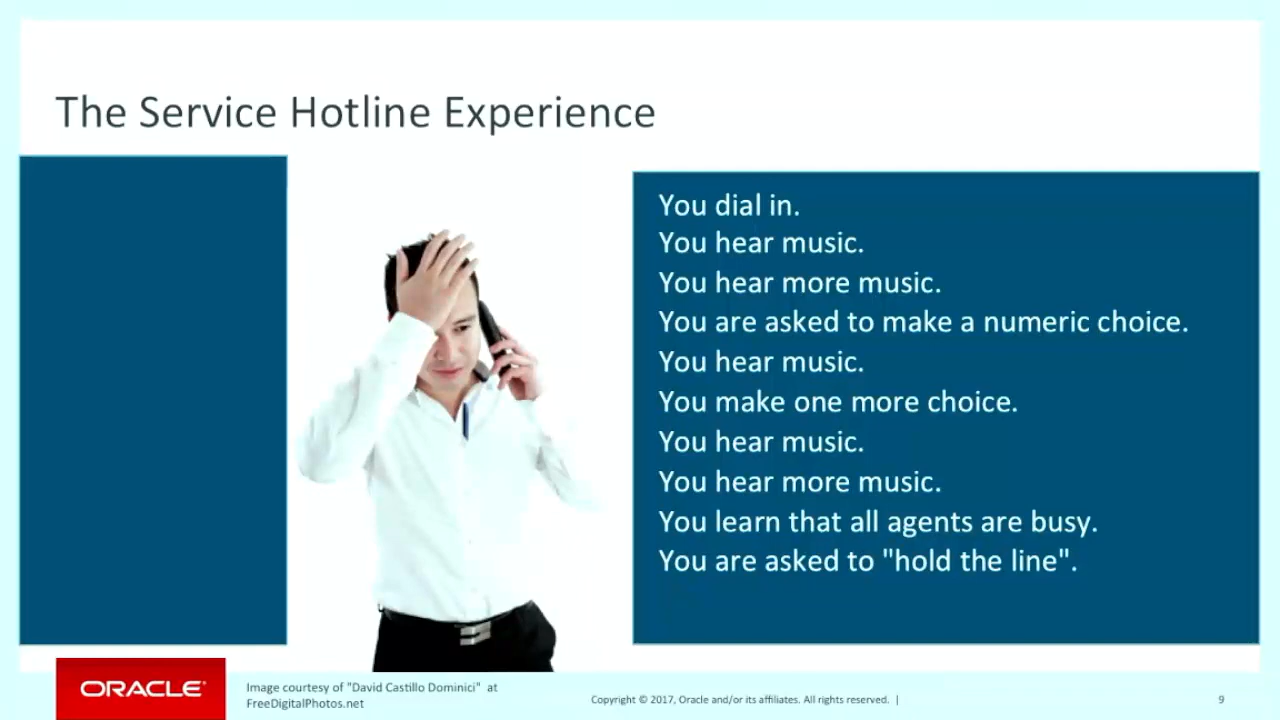 The Service Hotline Experience
You dial in.
You hear music.
You hear more music.
You are asked to make a numeric choice.
You hear music.
You make one more choice.
You hear music.
You hear more music.
You learn that all agents are busy.
You are asked to "hold the line".
ORACLE®
Image courtesy of "David Castillo Dominici" at
FreeDigitalPhotos.net
Copyright © 2017, Oracle and/or its affiliates. All rights reserved. |
9